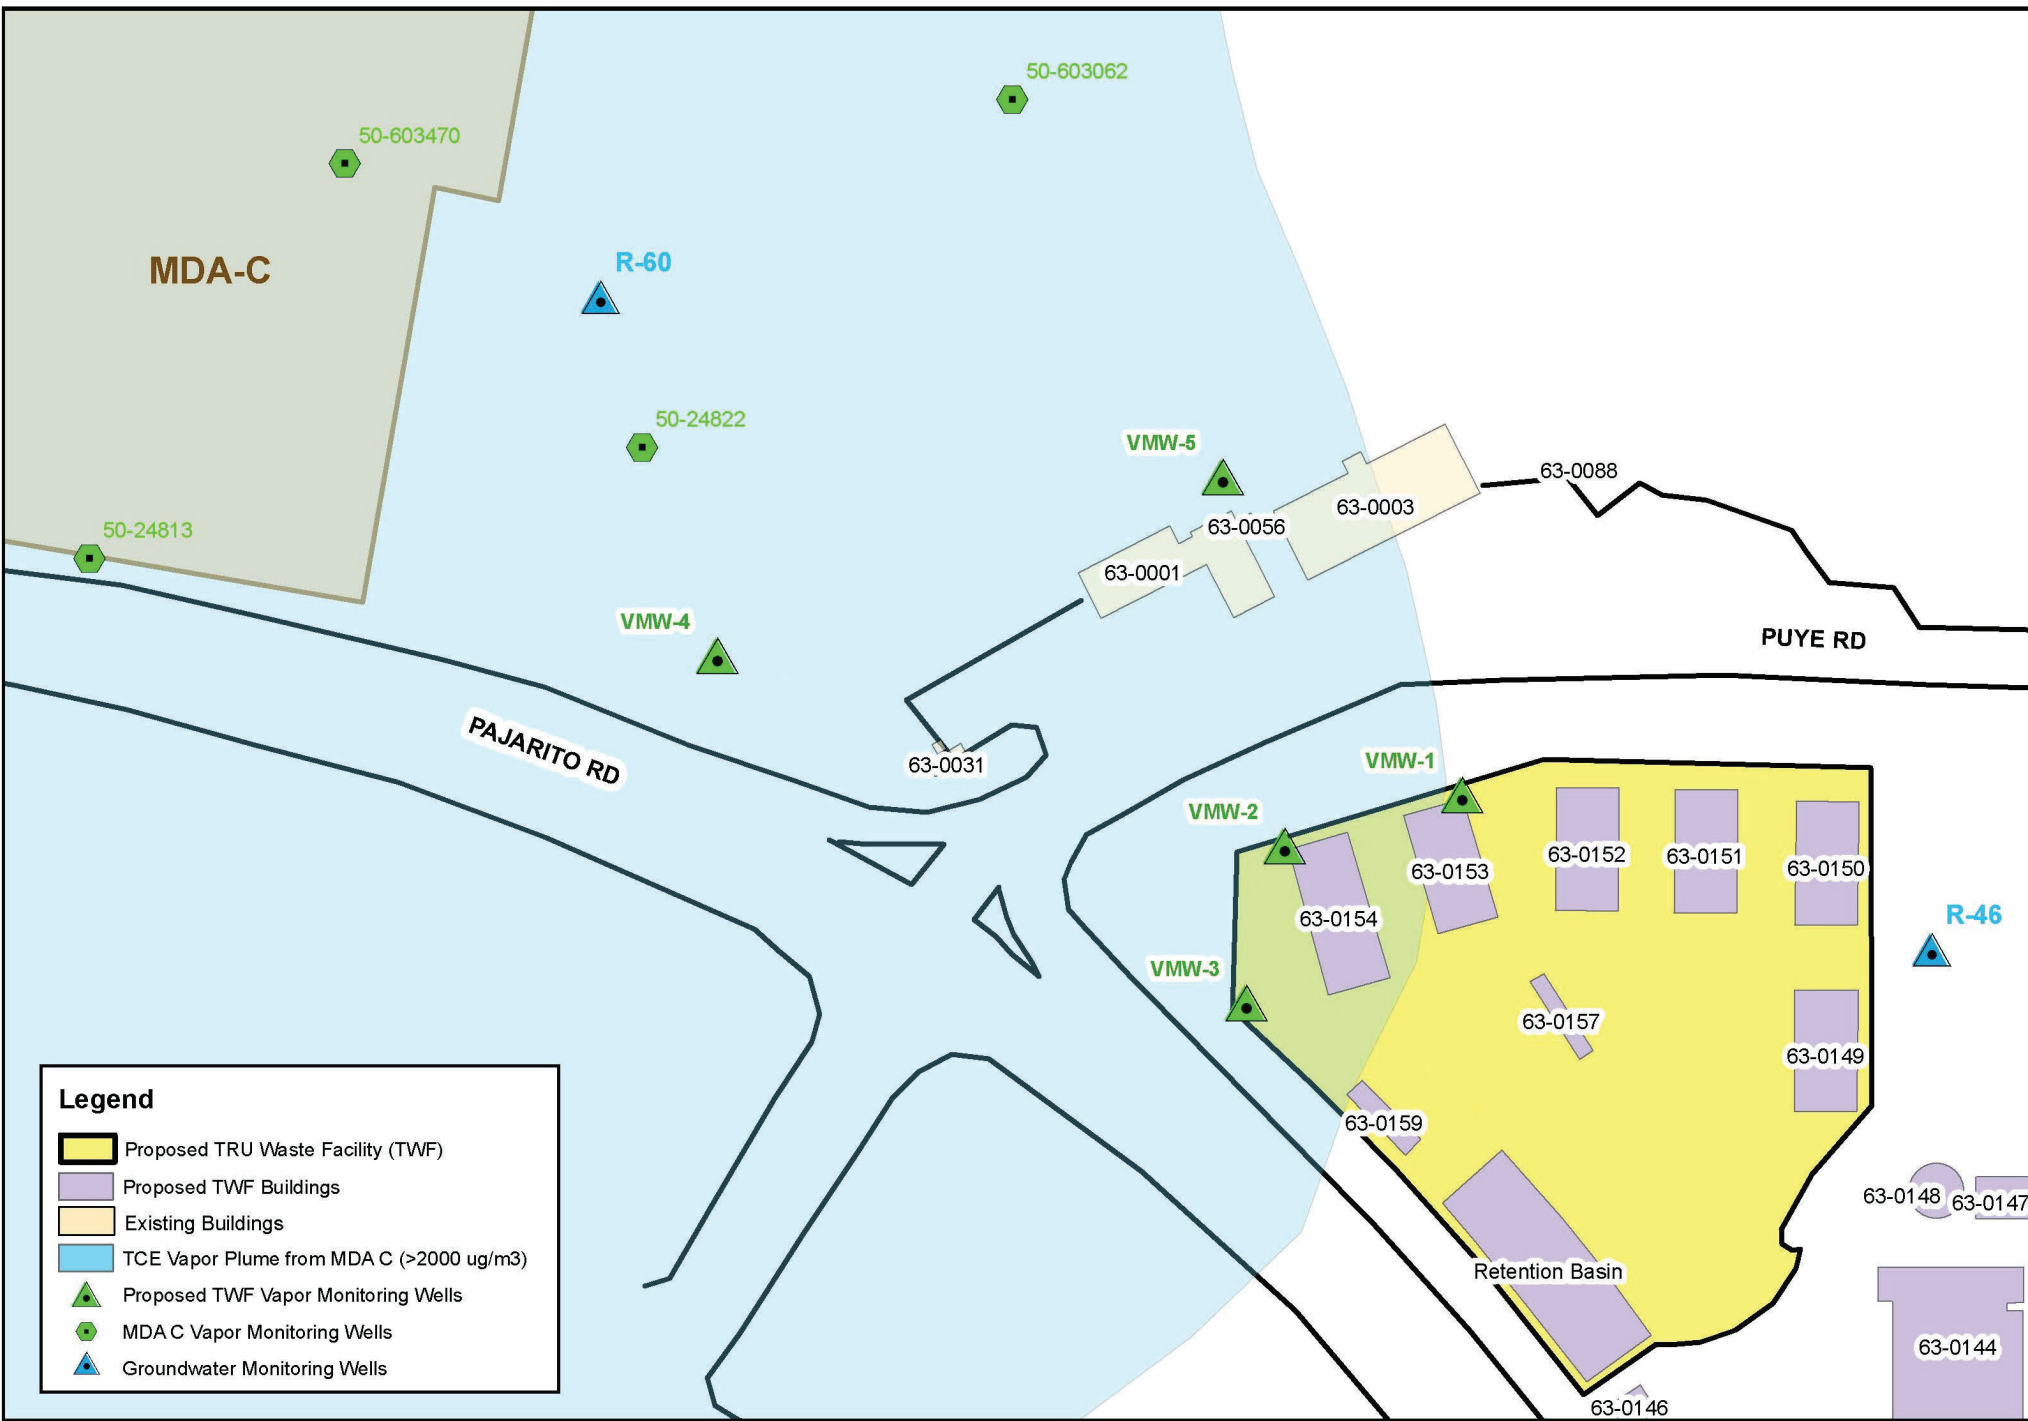 50-603062
50-603470
R-60
MDA-C
50-24822
VMW-5
63-0088
63-0003
50-24813
63-0056
63-0001
VMW-4
PUYE RD
PAJARITO RD
63-0031
VMW-1
VMW-2
63-0152
63-0151
63-0150
63-0153
63-0154
R-46
VMW-3
63-0157
63-0149
63-0159
63-0148
63-0147
Retention Basin
63-0144
63-0146
Legend
Proposed TRU Waste Facility (TWF)
Proposed TWF Buildings
Existing Buildings
TCE Vapor Plume from MDA C (>2000 ug/m3)
Proposed TWF Vapor Monitoring Wells
MDA C Vapor Monitoring Wells
Groundwater Monitoring Wells